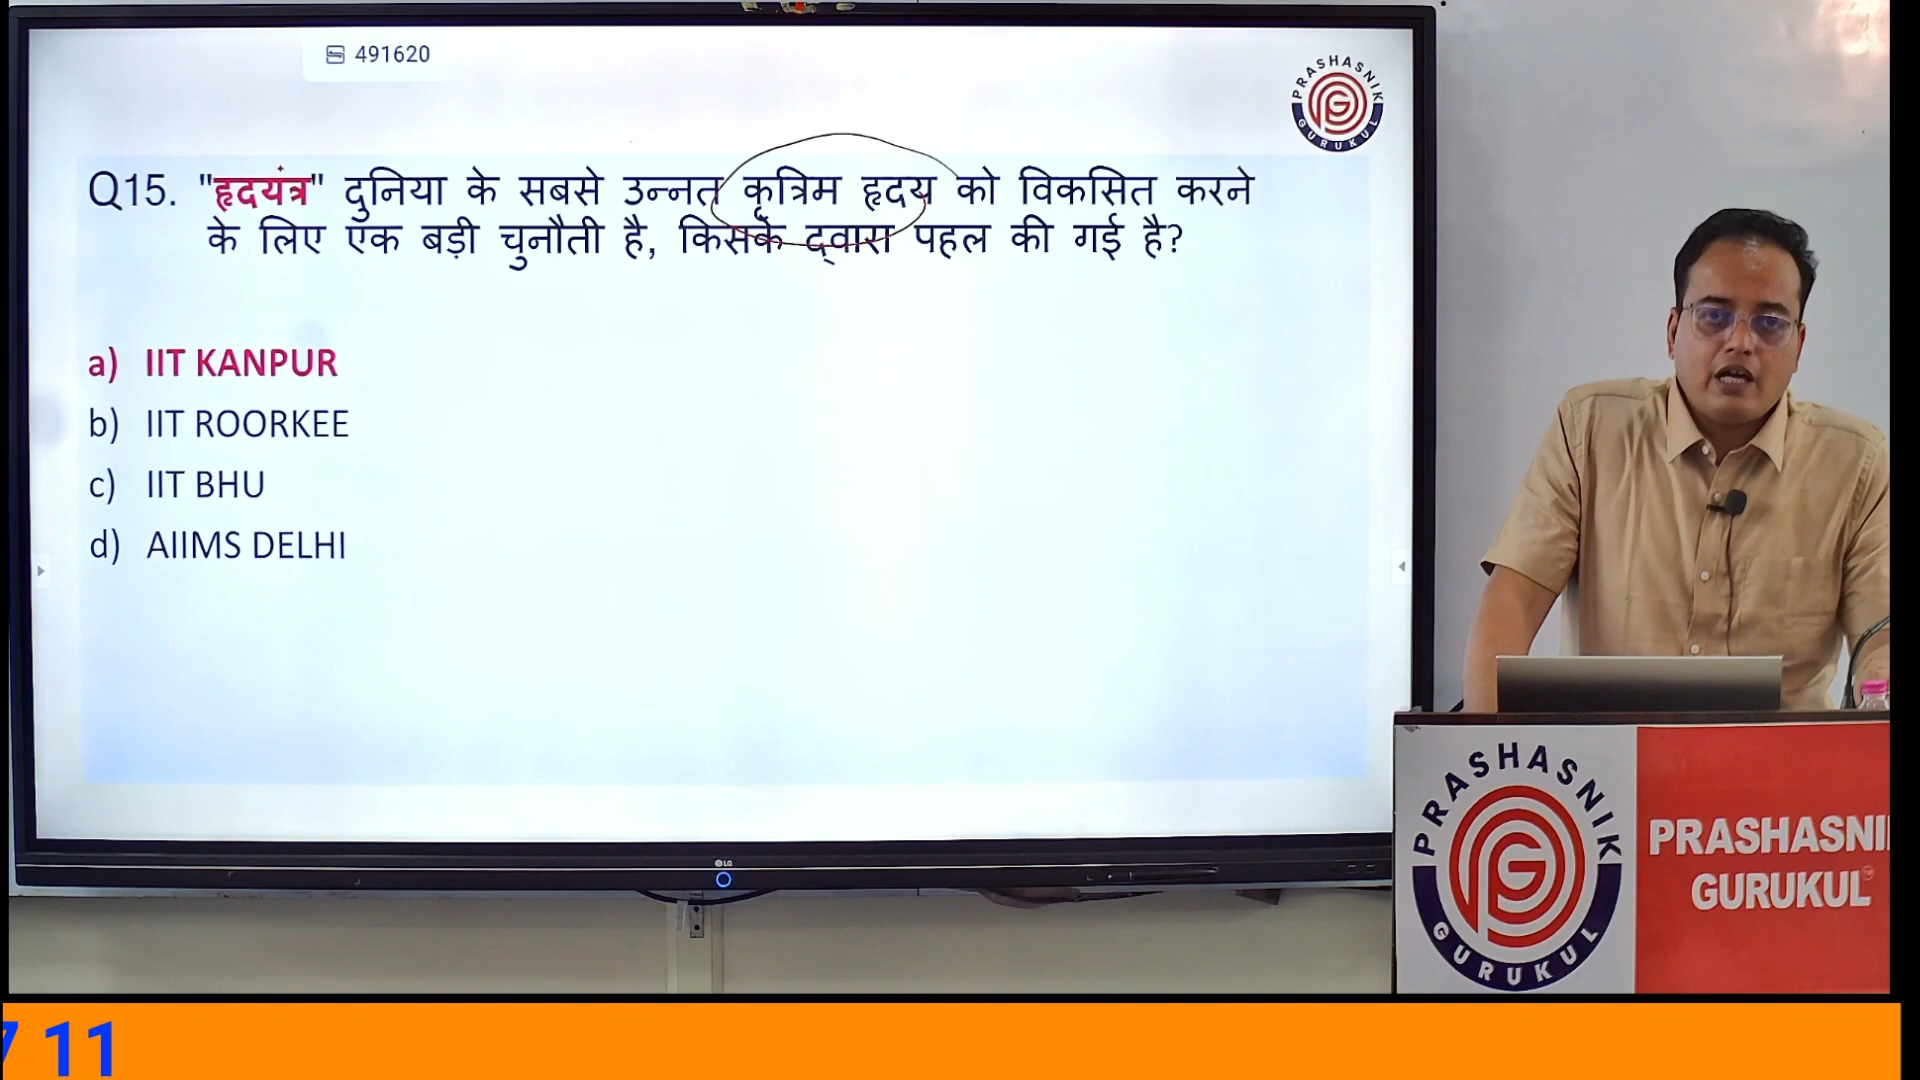 491620
PRASHASNIK GURUKUL
Q15. "हृदयंत्र" दुनिया के सबसे उन्नत कृत्रिम हृदय को विकसित करने
के लिए एक बड़ी चुनौती है, किसके द्वारा पहल की गई है?
a) IIT KANPUR
b) IIT ROORKEE
c) IIT BHU
d) AIIMS DELHI
LG
PRASHASNIK GURUKUL
PRASHASNI
GURUKUL
7 11